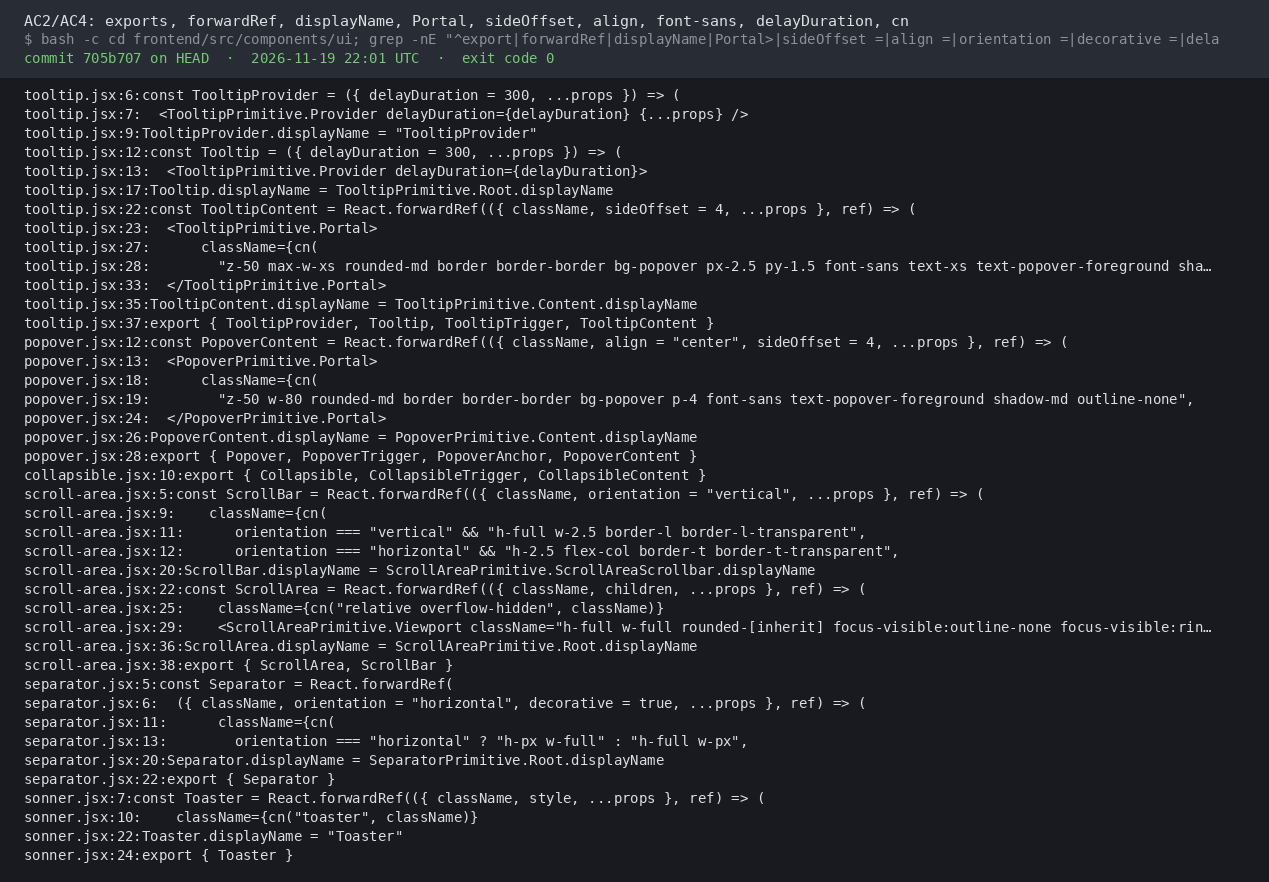 AC2/AC4: exports, forwardRef, displayName, Portal, sideOffset, align, font-sans, delayDuration, cn
$ bash -c cd frontend/src/components/ui; grep -nE "^export|forwardRef|displayName|Portal>|sideOffset =|align =|orientation =|decorative =|dela
commit 705b707 on HEAD  ·  2026-11-19 22:01 UTC  ·  exit code 0
tooltip.jsx:6:const TooltipProvider = ({ delayDuration = 300, ...props }) => (
tooltip.jsx:7:  <TooltipPrimitive.Provider delayDuration={delayDuration} {...props} />
tooltip.jsx:9:TooltipProvider.displayName = "TooltipProvider"
tooltip.jsx:12:const Tooltip = ({ delayDuration = 300, ...props }) => (
tooltip.jsx:13:  <TooltipPrimitive.Provider delayDuration={delayDuration}>
tooltip.jsx:17:Tooltip.displayName = TooltipPrimitive.Root.displayName
tooltip.jsx:22:const TooltipContent = React.forwardRef(({ className, sideOffset = 4, ...props }, ref) => (
tooltip.jsx:23:  <TooltipPrimitive.Portal>
tooltip.jsx:27:      className={cn(
tooltip.jsx:28:        "z-50 max-w-xs rounded-md border border-border bg-popover px-2.5 py-1.5 font-sans text-xs text-popover-foreground sha…
tooltip.jsx:33:  </TooltipPrimitive.Portal>
tooltip.jsx:35:TooltipContent.displayName = TooltipPrimitive.Content.displayName
tooltip.jsx:37:export { TooltipProvider, Tooltip, TooltipTrigger, TooltipContent }
popover.jsx:12:const PopoverContent = React.forwardRef(({ className, align = "center", sideOffset = 4, ...props }, ref) => (
popover.jsx:13:  <PopoverPrimitive.Portal>
popover.jsx:18:      className={cn(
popover.jsx:19:        "z-50 w-80 rounded-md border border-border bg-popover p-4 font-sans text-popover-foreground shadow-md outline-none",
popover.jsx:24:  </PopoverPrimitive.Portal>
popover.jsx:26:PopoverContent.displayName = PopoverPrimitive.Content.displayName
popover.jsx:28:export { Popover, PopoverTrigger, PopoverAnchor, PopoverContent }
collapsible.jsx:10:export { Collapsible, CollapsibleTrigger, CollapsibleContent }
scroll-area.jsx:5:const ScrollBar = React.forwardRef(({ className, orientation = "vertical", ...props }, ref) => (
scroll-area.jsx:9:    className={cn(
scroll-area.jsx:11:      orientation === "vertical" && "h-full w-2.5 border-l border-l-transparent",
scroll-area.jsx:12:      orientation === "horizontal" && "h-2.5 flex-col border-t border-t-transparent",
scroll-area.jsx:20:ScrollBar.displayName = ScrollAreaPrimitive.ScrollAreaScrollbar.displayName
scroll-area.jsx:22:const ScrollArea = React.forwardRef(({ className, children, ...props }, ref) => (
scroll-area.jsx:25:    className={cn("relative overflow-hidden", className)}
scroll-area.jsx:29:    <ScrollAreaPrimitive.Viewport className="h-full w-full rounded-[inherit] focus-visible:outline-none focus-visible:rin…
scroll-area.jsx:36:ScrollArea.displayName = ScrollAreaPrimitive.Root.displayName
scroll-area.jsx:38:export { ScrollArea, ScrollBar }
separator.jsx:5:const Separator = React.forwardRef(
separator.jsx:6:  ({ className, orientation = "horizontal", decorative = true, ...props }, ref) => (
separator.jsx:11:      className={cn(
separator.jsx:13:        orientation === "horizontal" ? "h-px w-full" : "h-full w-px",
separator.jsx:20:Separator.displayName = SeparatorPrimitive.Root.displayName
separator.jsx:22:export { Separator }
sonner.jsx:7:const Toaster = React.forwardRef(({ className, style, ...props }, ref) => (
sonner.jsx:10:    className={cn("toaster", className)}
sonner.jsx:22:Toaster.displayName = "Toaster"
sonner.jsx:24:export { Toaster }